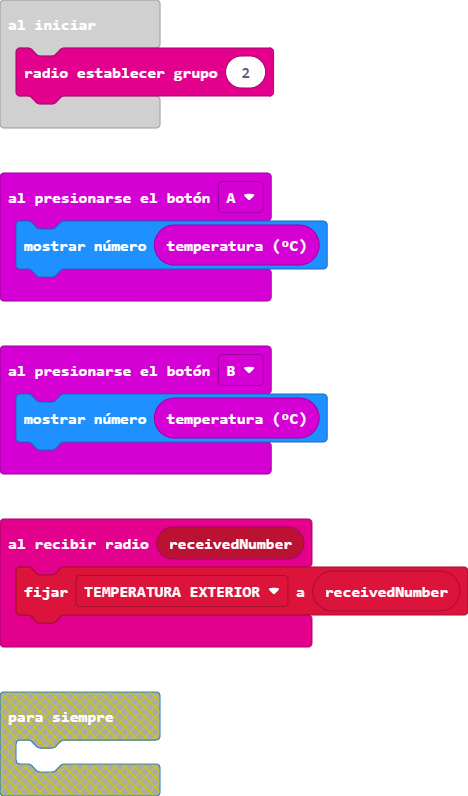 al iniciar
radio establecer grupo 2
al presionarse el botón A
mostrar número temperatura (ºC)
al presionarse el botón B
mostrar número temperatura (ºC)
al recibir radio receivedNumber
fijar TEMPERATURA EXTERIOR a receivedNumber
para siempre